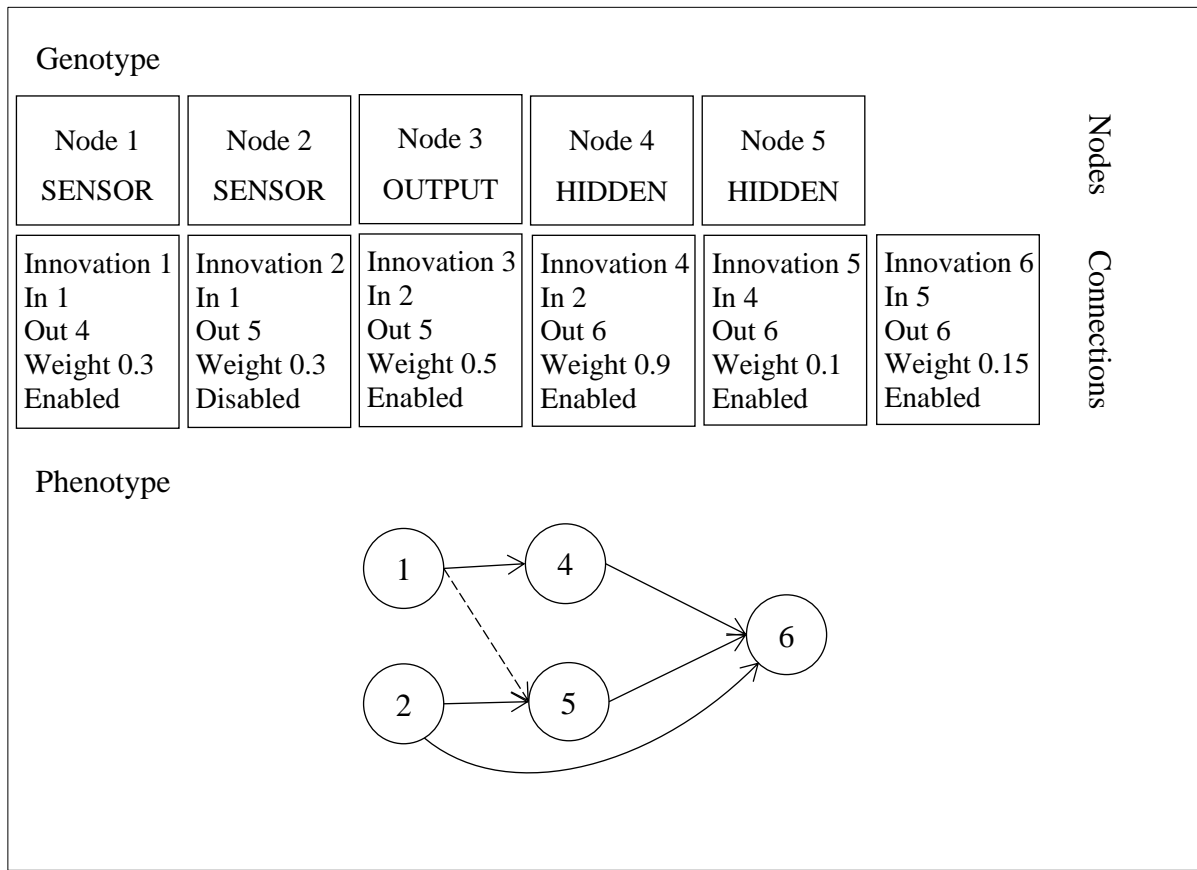 Genotype
Node 1
SENSOR
Node 2
SENSOR
Node 3
OUTPUT
Node 4
HIDDEN
Node 5
HIDDEN
Nodes
Innovation 1
In 1
Out 4
Weight 0.3
Enabled
Innovation 2
In 1
Out 5
Weight 0.3
Disabled
Innovation 3
In 2
Out 5
Weight 0.5
Enabled
Innovation 4
In 2
Out 6
Weight 0.9
Enabled
Innovation 5
In 4
Out 6
Weight 0.1
Enabled
Innovation 6
In 5
Out 6
Weight 0.15
Enabled
Connections
Phenotype
1
4
6
2
5